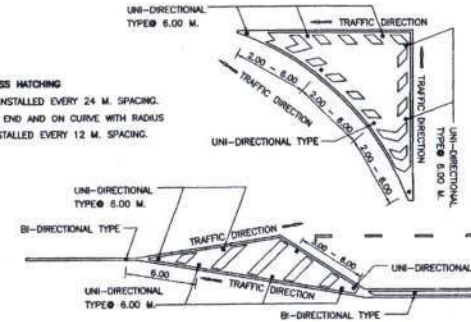 UNI-DIRECTIONAL
TYPE@ 6.00 M.
TRAFFIC DIRECTION
SS HATCHING
INSTALLED EVERY 24 M. SPACING.
END AND ON CURVE WITH RADIUS
STALLED EVERY 12 M. SPACING.
2.00 - 6.00
TRAFFIC DIRECTION
2.00 - 6.00
TRAFFIC DIRECTION
UNI-DIRECTIONAL TYPE
2.00 - 6.00
UNI-DIRECTIONAL
TYPE@ 6.00 M.
UNI-DIRECTIONAL
TYPE@ 6.00 M.
BI-DIRECTIONAL TYPE
TRAFFIC DIRECTION
6.00
TRAFFIC DIRECTION
UNI-DIRECTIONAL
UNI-DIRECTIONAL
TYPE@ 6.00 M.
BI-DIRECTIONAL TYPE